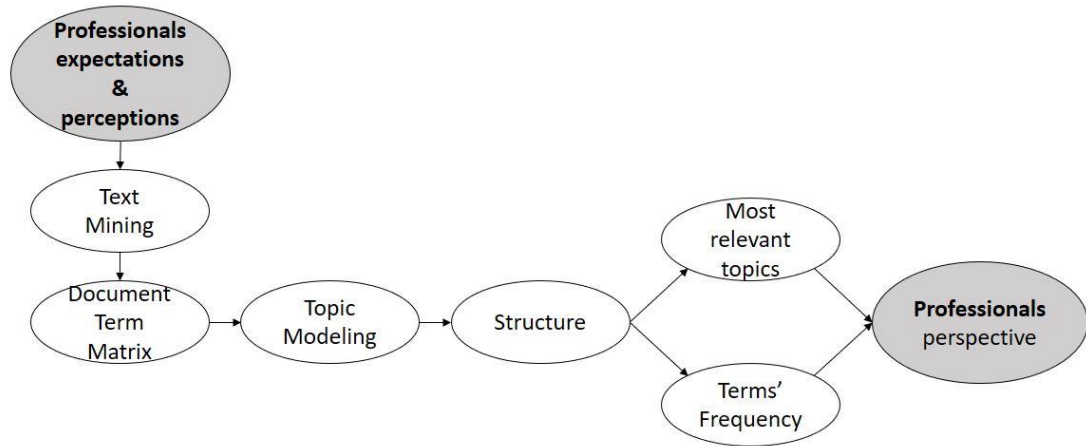 Professionals
expectations
&
perceptions
Text
Mining
Document
Term
Matrix
Topic
Modeling
Structure
Most
relevant
topics
Terms’
Frequency
Professionals
perspective